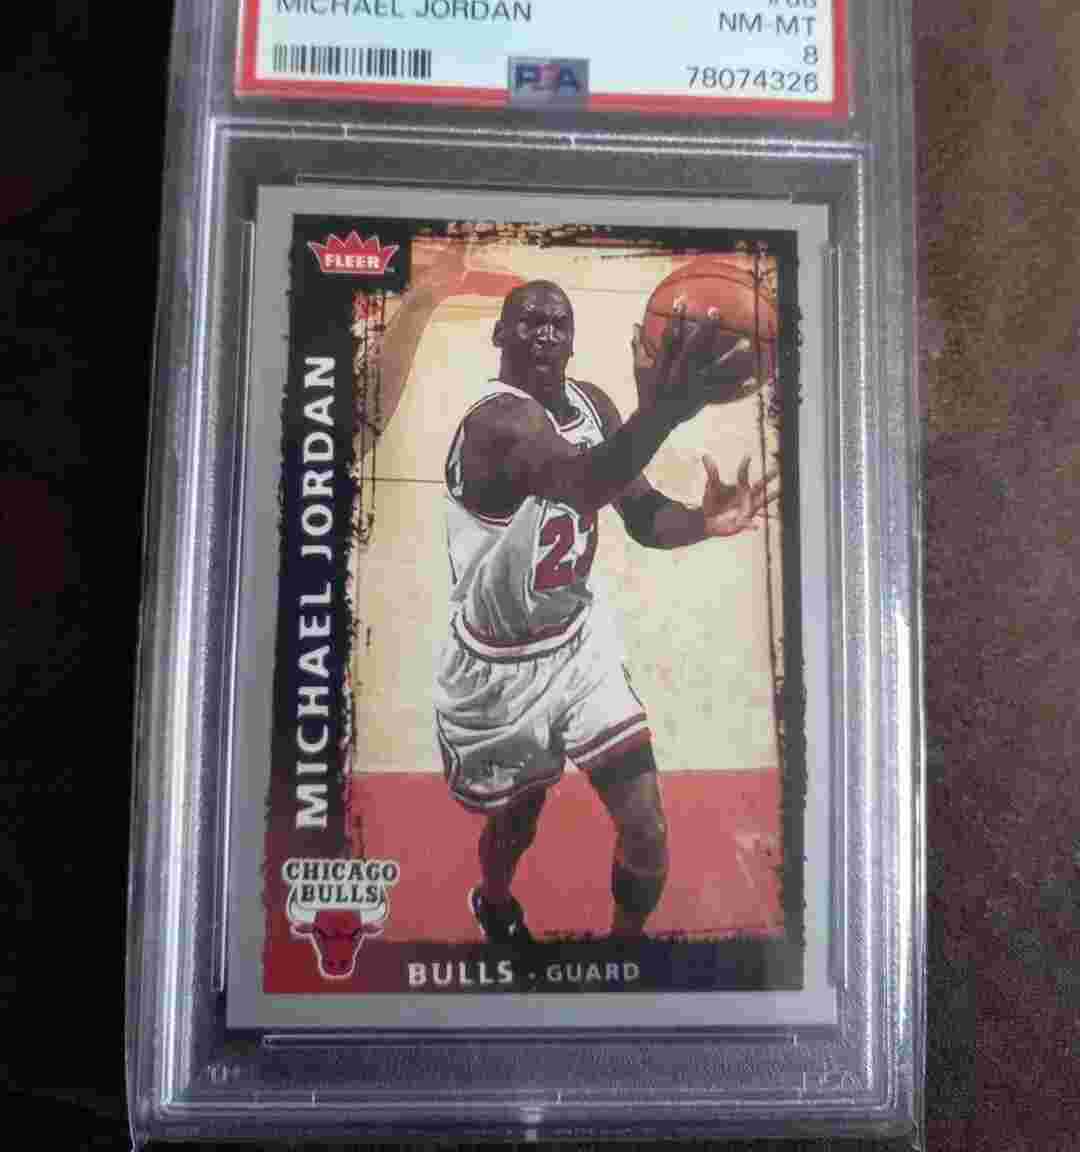 MICHAEL JORDAN
NM-MT
8
PSA
78074326
FLEER
MICHAEL JORDAN
23
CHICAGO
BULLS
BULLS · GUARD